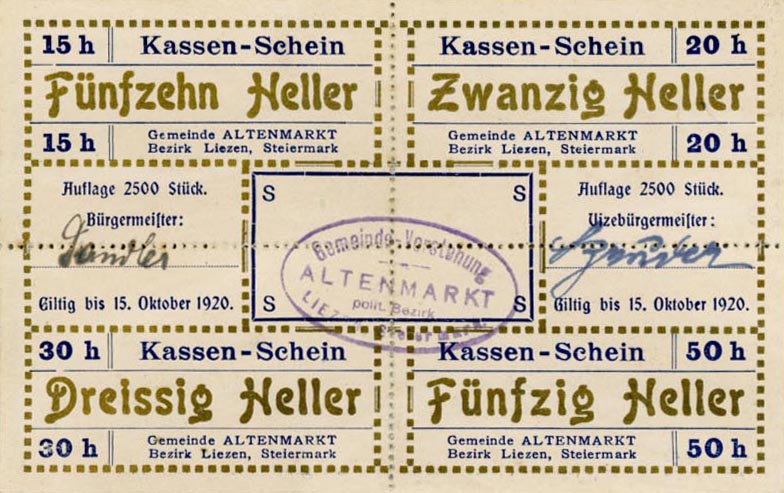 15 h Kassen-Schein
Fünfzehn Heller
15 h Gemeinde ALTENMARKT
Bezirk Liezen, Steiermark
Kassen-Schein 20 h
Zwanzig Heller
Gemeinde ALTENMARKT 20 h
Bezirk Liezen, Steiermark
Auflage 2500 Stück.
Bürgermeister:
Sandler
Giltig bis 15. Oktober 1920.
S S
Gemeinde-Vorstehung
ALTENMARKT
polit. Bezirk
LIEZEN, Steiermark.
S S
Auflage 2500 Stück.
Vizebürgermeister:
Giltig bis 15. Oktober 1920.
30 h Kassen-Schein
Dreissig Heller
30 h Gemeinde ALTENMARKT
Bezirk Liezen, Steiermark
Kassen-Schein 50 h
Fünfzig Heller
Gemeinde ALTENMARKT 50 h
Bezirk Liezen, Steiermark